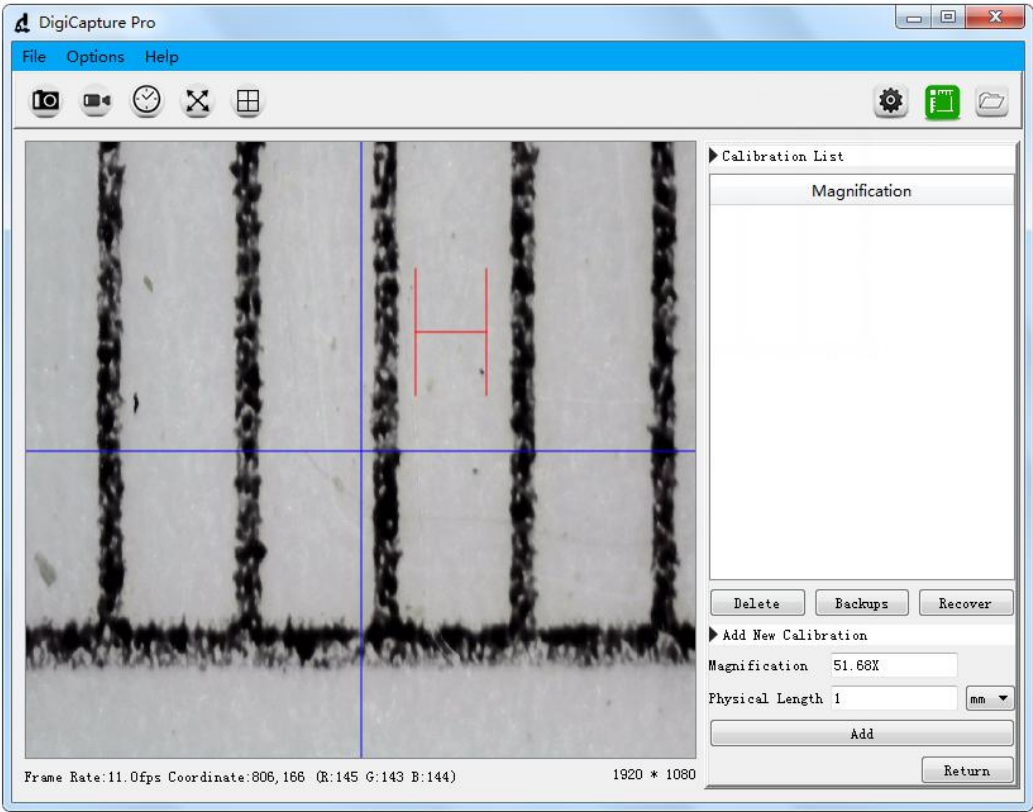 DigiCapture Pro
File Options Help
Calibration List
Magnification
Delete Backups Recover
Add New Calibration
Magnification 51.68X
Physical Length 1 mm
Add
Return
Frame Rate:11.0fps Coordinate:806,166 (R:145 G:143 B:144) 1920 * 1080